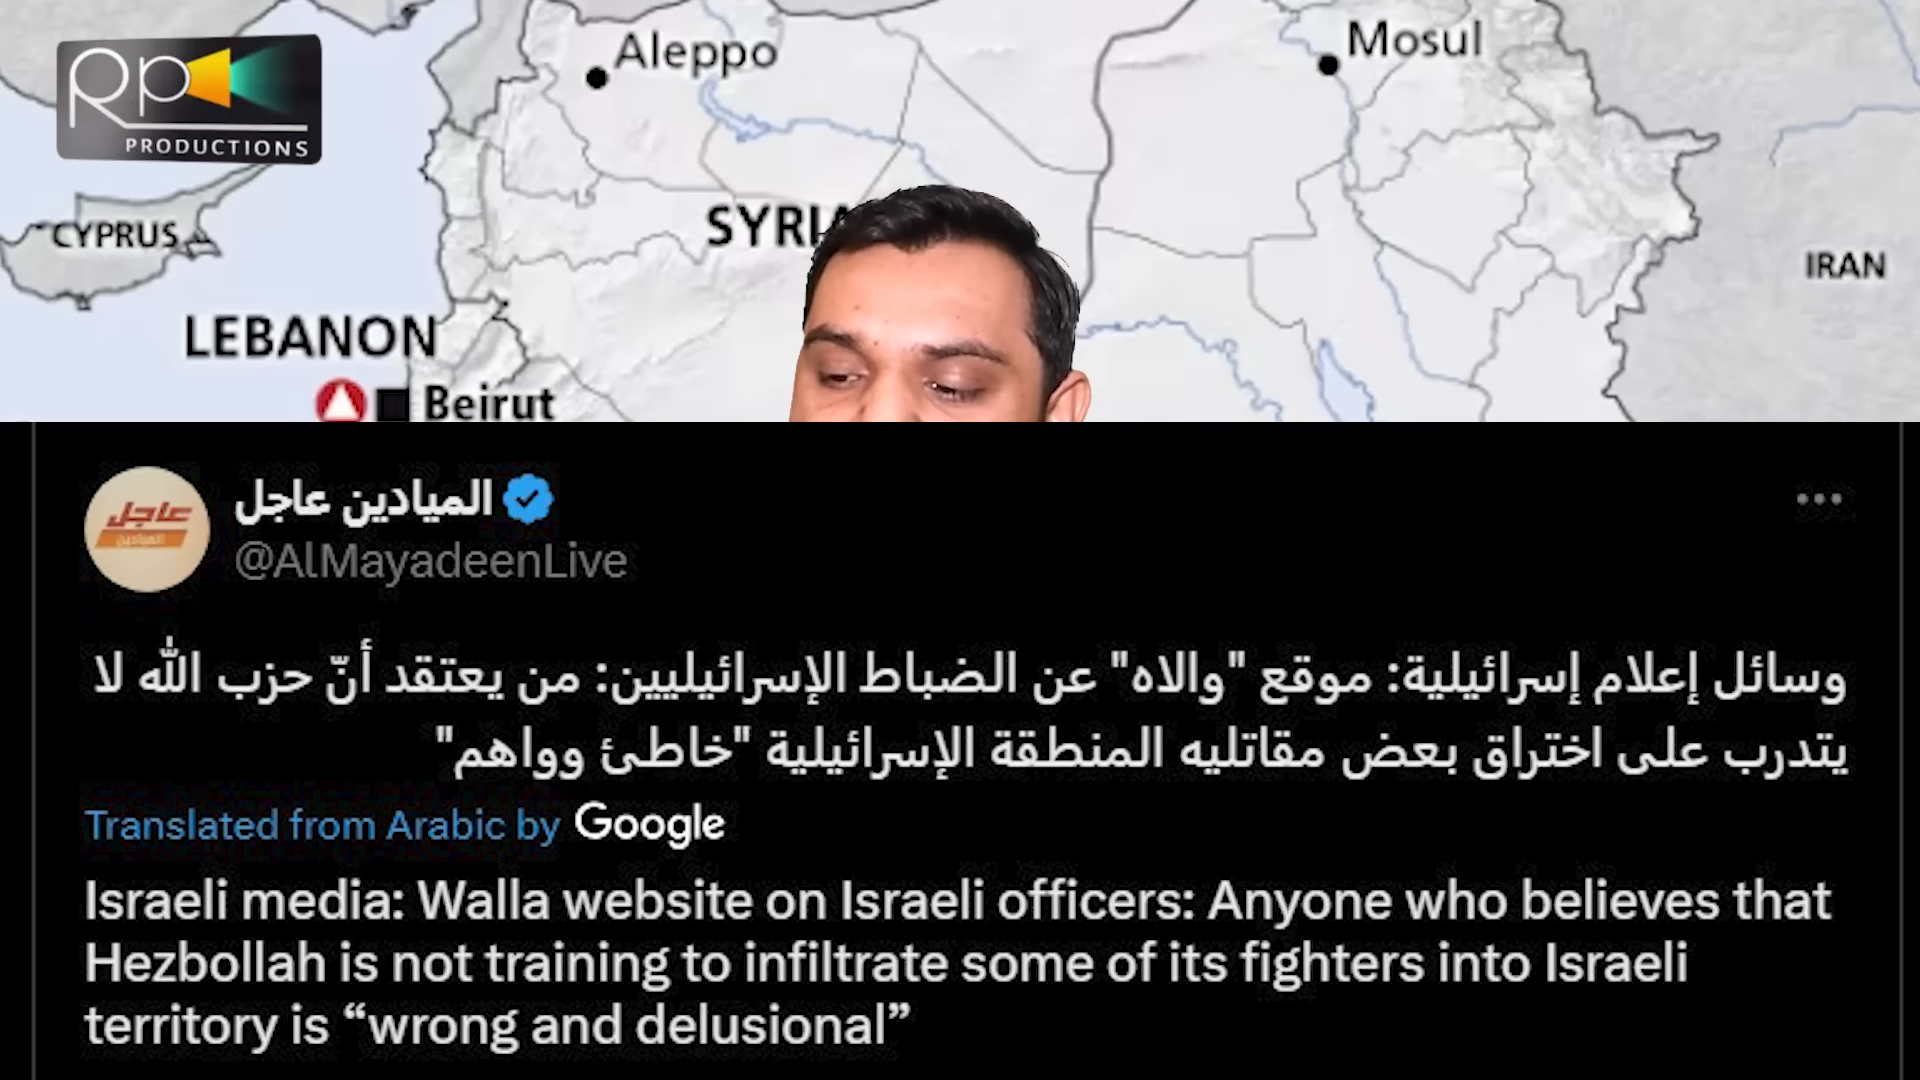 Rp
PRODUCTIONS
Aleppo
Mosul
CYPRUS
SYRIA
IRAN
LEBANON
Beirut
عاجل
الميادين
الميادين عاجل
@AlMayadeenLive
وسائل إعلام إسرائيلية: موقع "والاه" عن الضباط الإسرائيليين: من يعتقد أنّ حزب الله لا
يتدرب على اختراق بعض مقاتليه المنطقة الإسرائيلية "خاطئ وواهم"
Translated from Arabic by Google
Israeli media: Walla website on Israeli officers: Anyone who believes that
Hezbollah is not training to infiltrate some of its fighters into Israeli
territory is “wrong and delusional”